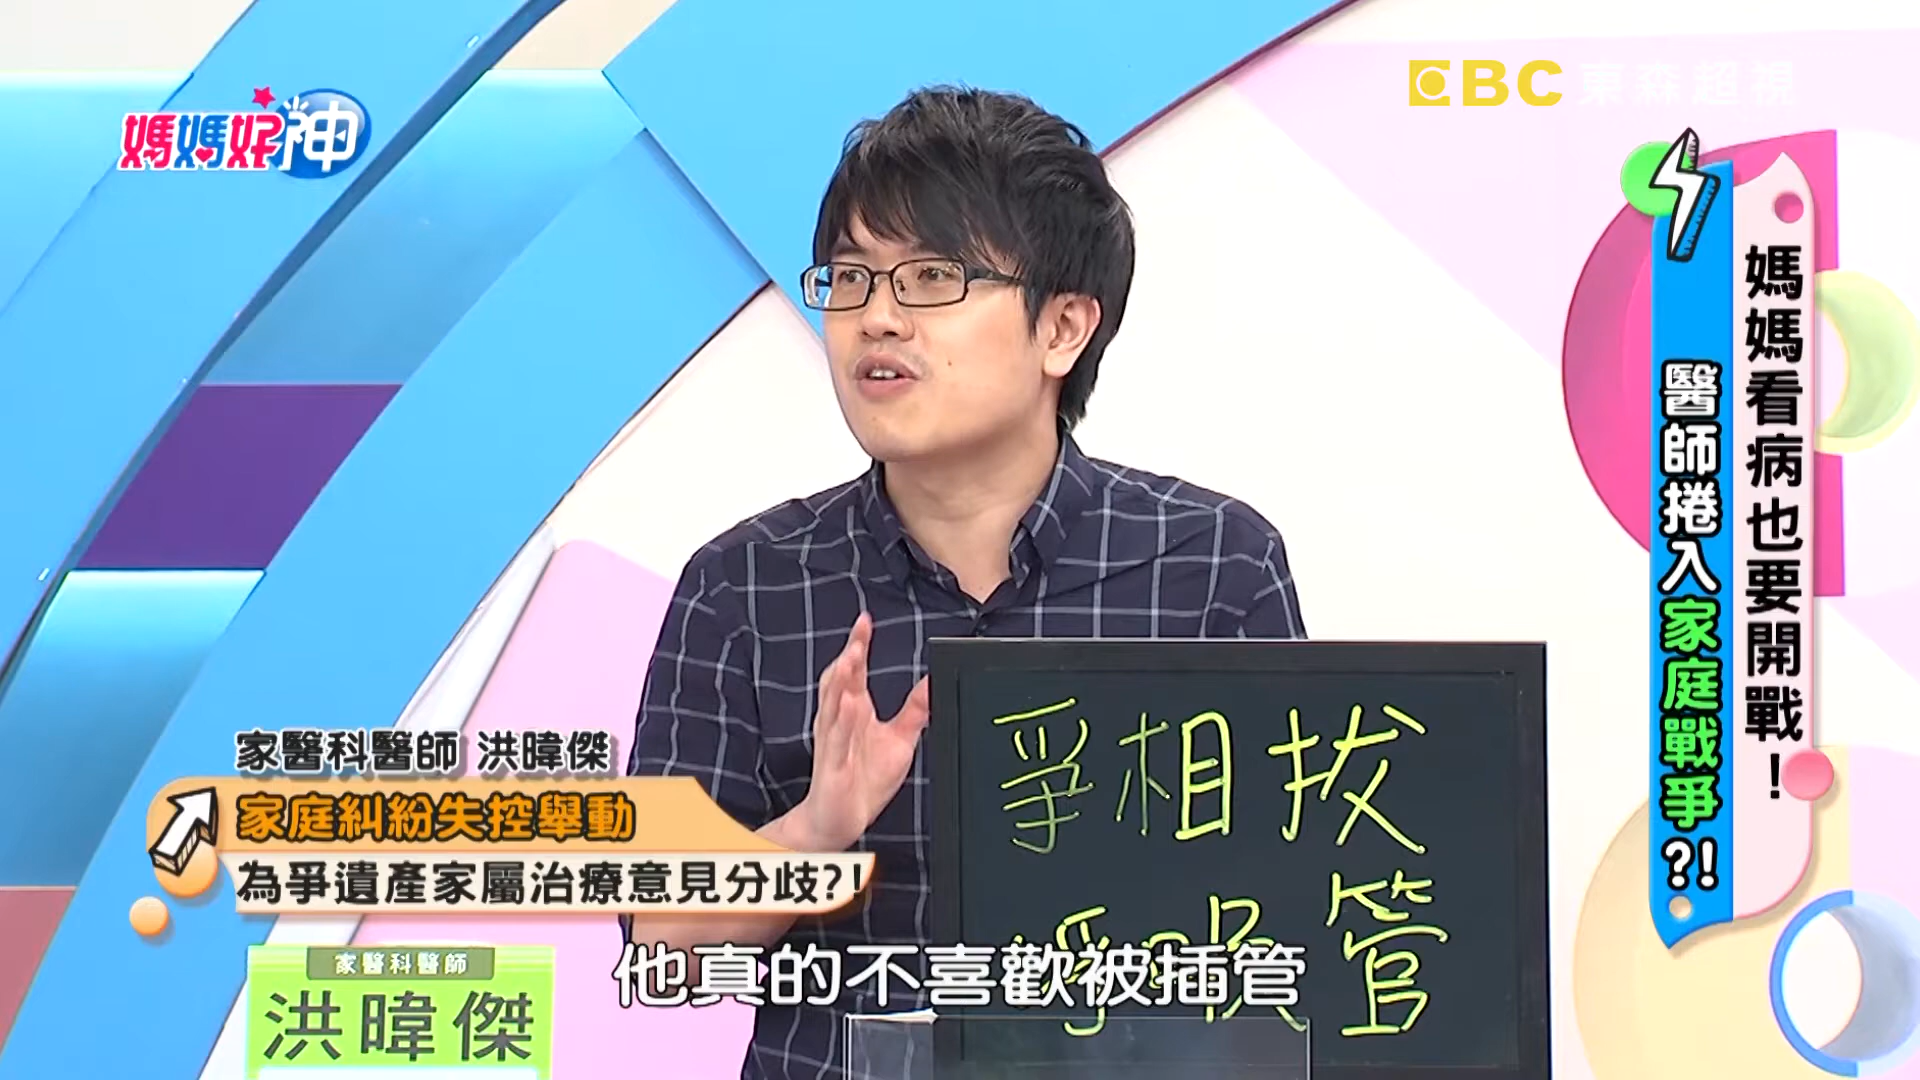 媽媽好神
EBC 東森超視
媽媽看病也要開戰！
醫師捲入家庭戰爭?!
爭相拔
管
家醫科醫師 洪暐傑
家庭糾紛失控舉動
為爭遺產家屬治療意見分歧?!
他真的不喜歡被插管
家醫科醫師
洪暐傑